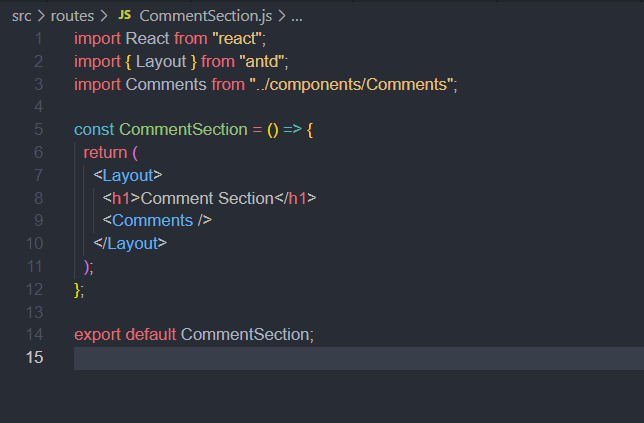 src > routes > JS CommentSection.js > ...
1 import React from "react";
2 import { Layout } from "antd";
3 import Comments from "../components/Comments";
4
5 const CommentSection = () => {
6 return (
7 <Layout>
8 <h1>Comment Section</h1>
9 <Comments />
10 </Layout>
11 );
12 };
13
14 export default CommentSection;
15